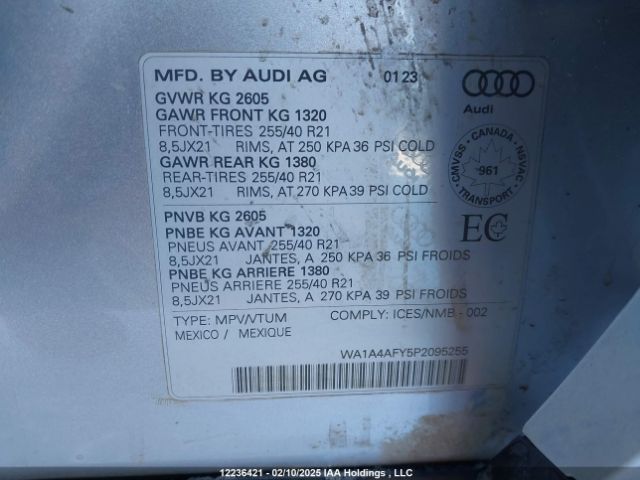 MFD. BY AUDI AG 01 23
Audi
GVWR KG 2605
GAWR FRONT KG 1320
FRONT-TIRES 255/40 R21
8,5JX21 RIMS, AT 250 KPA 36 PSI COLD
GAWR REAR KG 1380
REAR-TIRES 255/40 R21
8,5JX21 RIMS, AT 270 KPA 39 PSI COLD
CMVSS - CANADA - NSVAC
961
TRANSPORT
PNVB KG 2605
PNBE KG AVANT 1320
PNEUS AVANT 255/40 R21
8,5JX21 JANTES, A 250 KPA 36 PSI FROIDS
PNBE KG ARRIERE 1380
PNEUS ARRIERE 255/40 R21
8,5JX21 JANTES, A 270 KPA 39 PSI FROIDS
EC
TYPE: MPV/VTUM COMPLY: ICES/NMB - 002
MEXICO / MEXIQUE
WA1A4AFY5P2095255
12236421 - 02/10/2025 IAA Holdings , LLC